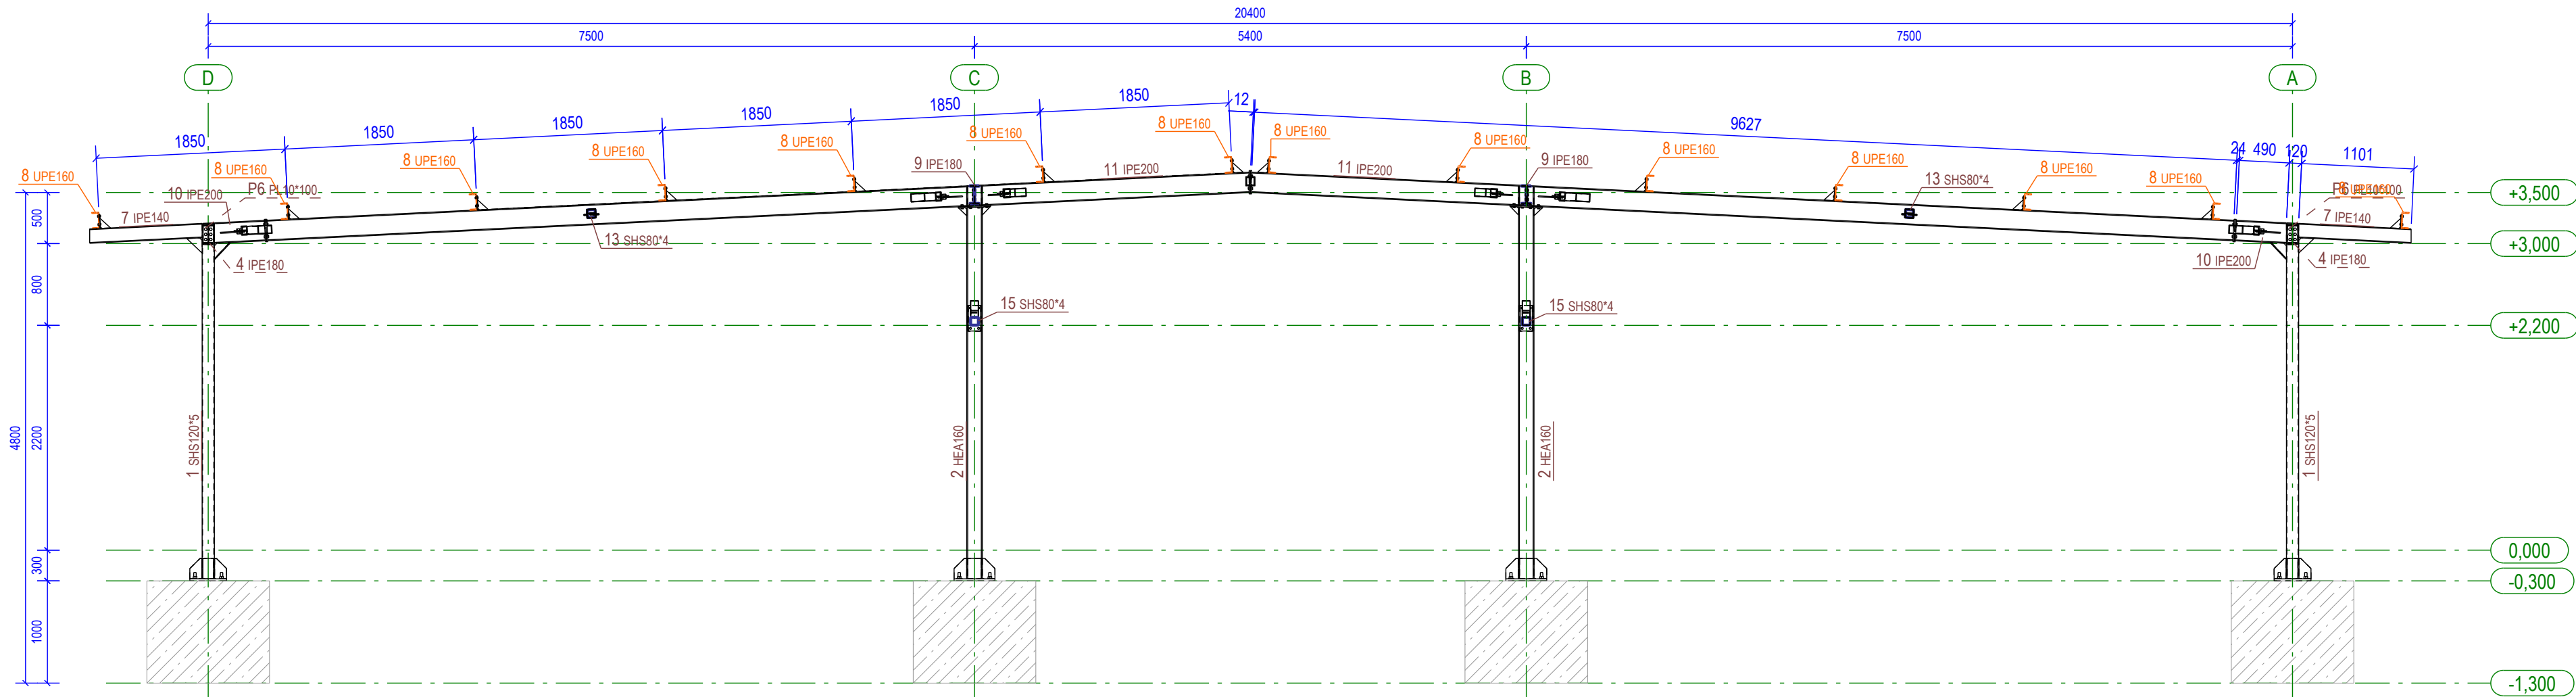 20400
7500
5400
7500
D
C
B
A
1850
1850
1850
1850
1850
1850
12
9627
24
490
120
1101
8 UPE160
8 UPE160
8 UPE160
8 UPE160
8 UPE160
8 UPE160
8 UPE160
8 UPE160
8 UPE160
8 UPE160
8 UPE160
8 UPE160
8 UPE160
7 IPE140
10 IPE200
P6 PL10*100
9 IPE180
11 IPE200
11 IPE200
9 IPE180
13 SHS80*4
7 IPE140
13 SHS80*4
4 IPE180
10 IPE200
4 IPE180
15 SHS80*4
15 SHS80*4
1 SHS120*5
2 HEA160
2 HEA160
1 SHS120*5
+3,500
+3,000
+2,200
0,000
-0,300
-1,300
500
800
2200
300
1000
4800